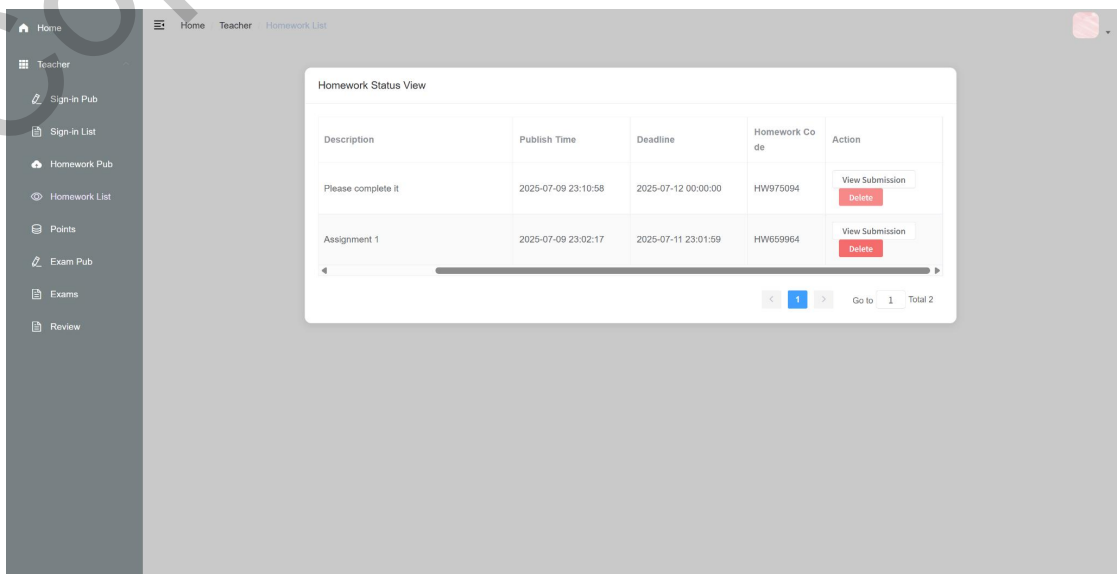 Home
Home Teacher Homework List
Teacher
Sign-in Pub
Sign-in List
Homework Pub
Homework List
Points
Exam Pub
Exams
Review
Homework Status View
Description Publish Time Deadline Homework Co
de Action
Please complete it 2025-07-09 23:10:58 2025-07-12 00:00:00 HW975094 View Submission
Delete
Assignment 1 2025-07-09 23:02:17 2025-07-11 23:01:59 HW659964 View Submission
Delete
1 Go to 1 Total 2